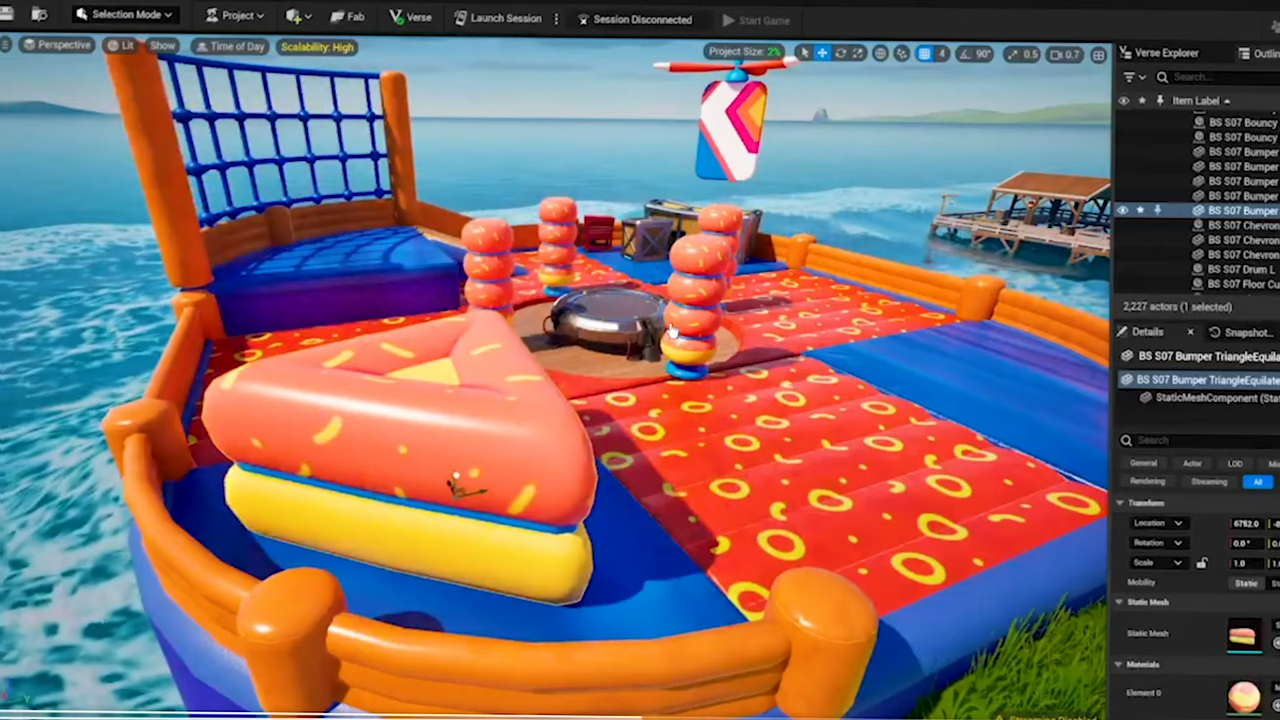 Selection Mode
Project
Fab
Verse
Launch Session
Session Disconnected
Start Game
Perspective
Lit
Show
Time of Day
Scalability: High
Project Size: 2%
4
90°
0.5
0.7
Verse Explorer
Search...
Item Label
BS S07 Bouncy
BS S07 Bouncy
BS S07 Bumper
BS S07 Bumper
BS S07 Bumper
BS S07 Bumper
BS S07 Bumper
BS S07 Chevron
BS S07 Chevron
BS S07 Chevron
BS S07 Drum L
BS S07 Floor Cu
2,227 actors (1 selected)
Details
Snapshot...
BS S07 Bumper TriangleEquila
BS S07 Bumper TriangleEquilate
StaticMeshComponent (Sta
Search
General
Actor
LOD
Rendering
Streaming
All
Transform
Location
6752.0
Rotation
0.0°
Scale
1.0
Mobility
Static
Static Mesh
Static Mesh
Materials
Element 0